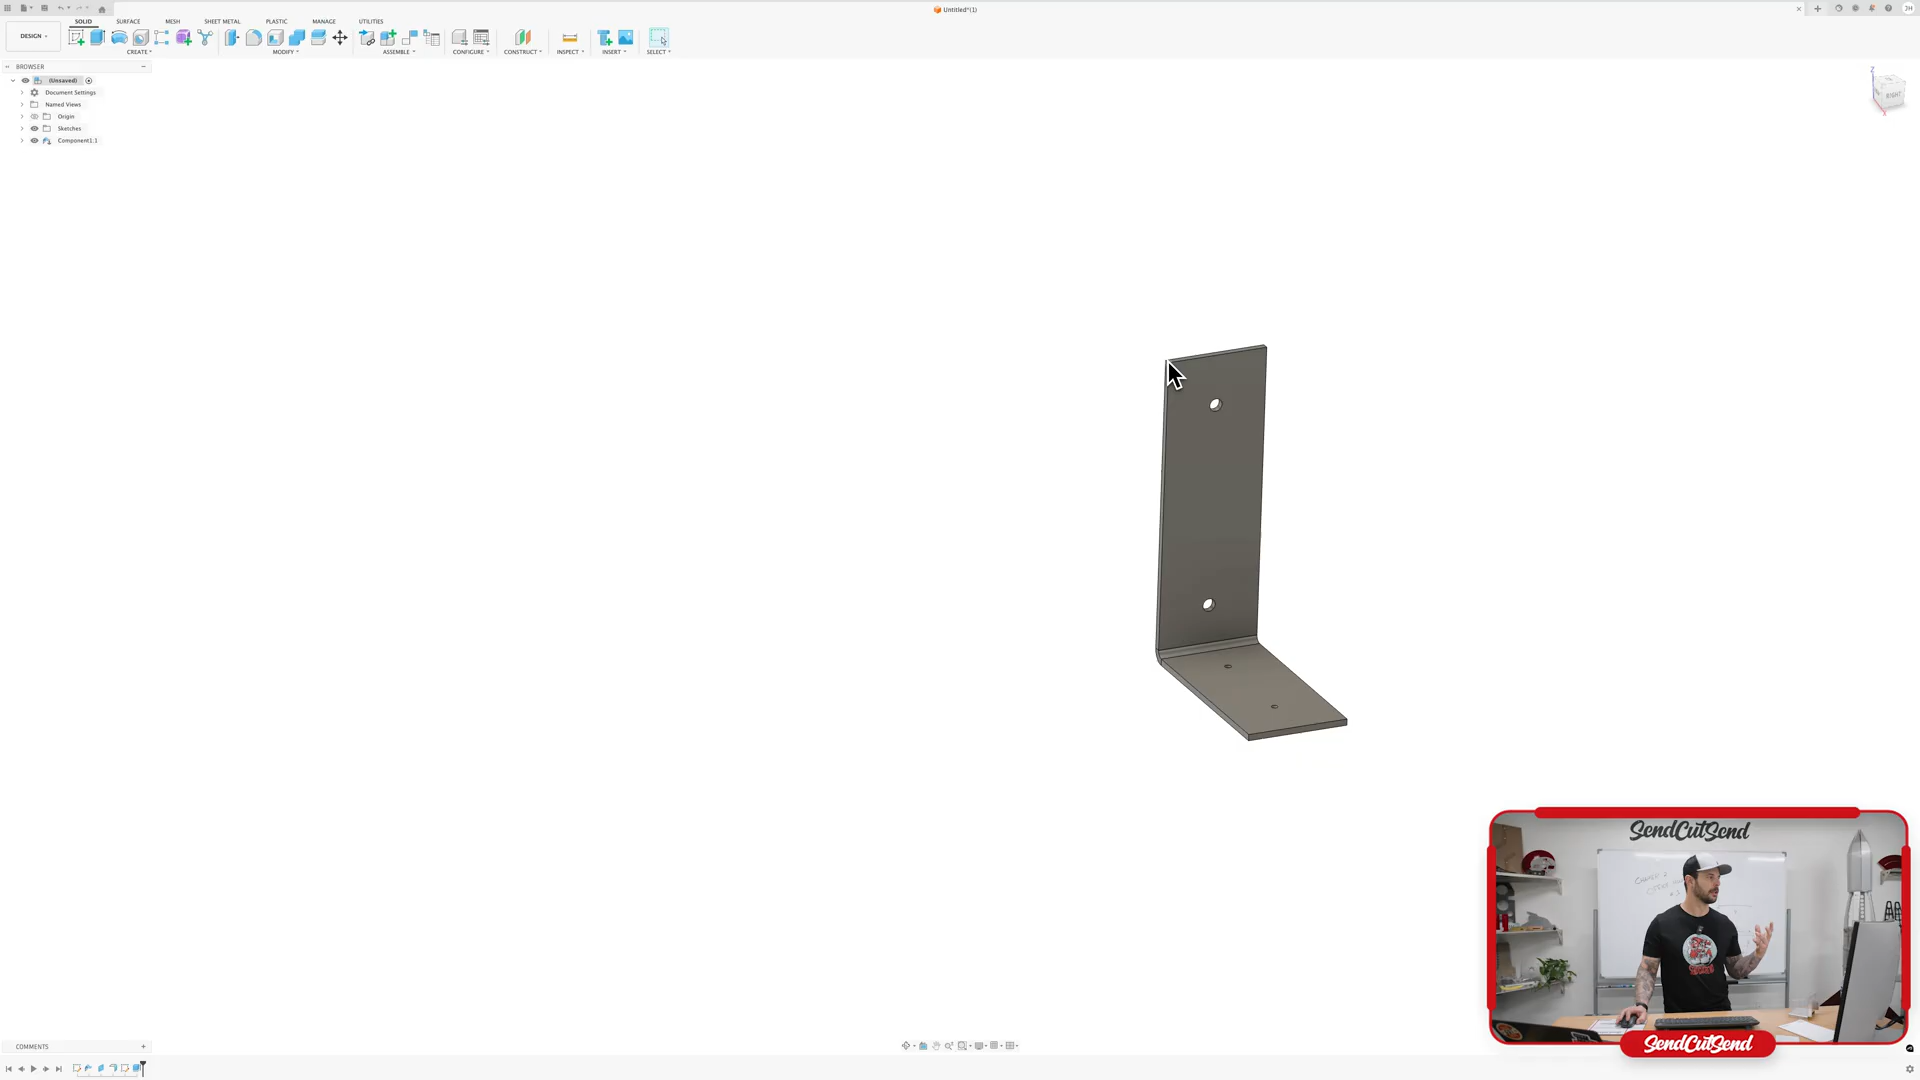 Untitled*(1)
JH
DESIGN
SOLID
SURFACE
MESH
SHEET METAL
PLASTIC
MANAGE
UTILITIES
CREATE
MODIFY
ASSEMBLE
CONFIGURE
CONSTRUCT
INSPECT
INSERT
SELECT
BROWSER
(Unsaved)
Document Settings
Named Views
Origin
Sketches
Component1:1
Z
RIGHT
X
SendCutSend
SendCutSend
COMMENTS